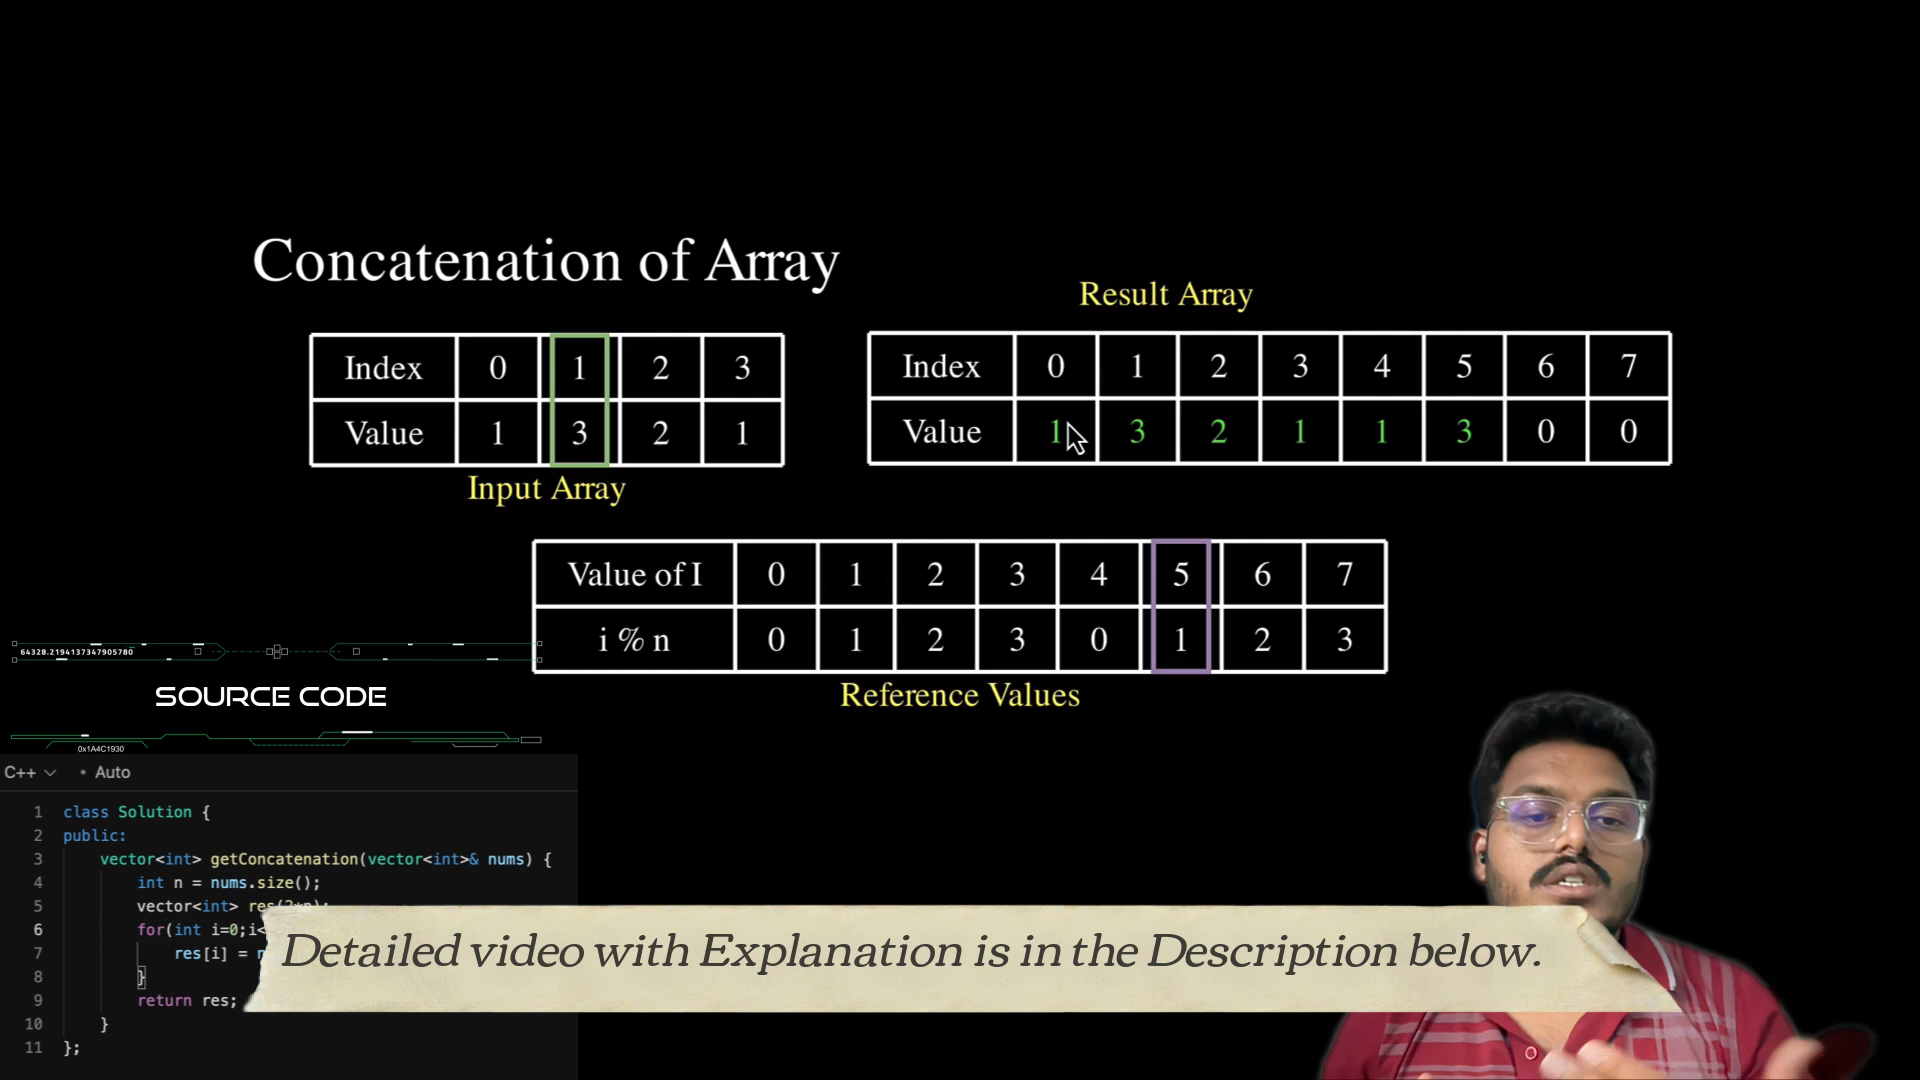 Concatenation of Array
Result Array
Index 0 1 2 3
Value 1 3 2 1
Input Array
Index 0 1 2 3 4 5 6 7
Value 1 3 2 1 1 3 0 0
Value of I 0 1 2 3 4 5 6 7
i % n 0 1 2 3 0 1 2 3
Reference Values
64328.2194137347905780
SOURCE CODE
0x1A4C1930
C++ • Auto
1 class Solution {
2 public:
3 vector<int> getConcatenation(vector<int>& nums) {
4 int n = nums.size();
5 vector<int> res(2*n);
6 for(int i=0;i<
7 res[i] =
8 }
9 return res;
10 }
11 };
Detailed video with Explanation is in the Description below.